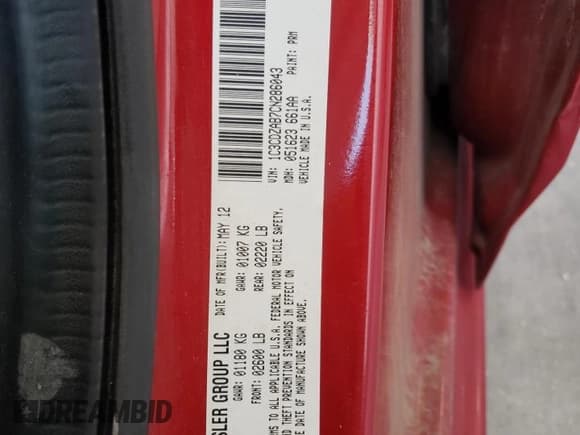 SLER GROUP LLC
DATE OF MFR(BUILT): MAY 12
GAWR: 01180 KG GAWR: 01007 KG
FRONT: 02600 LB REAR: 02220 LB
S TO ALL APPLICABLE U.S.A. FEDERAL MOTOR VEHICLE SAFETY,
THEFT PREVENTION STANDARDS IN EFFECT ON
DATE OF MANUFACTURE SHOWN ABOVE.
VIN: 1C3CDZAB7CN286043
MDH: 051623 661AA PAINT: PRM
VEHICLE MADE IN U.S.A.
DREAMBID